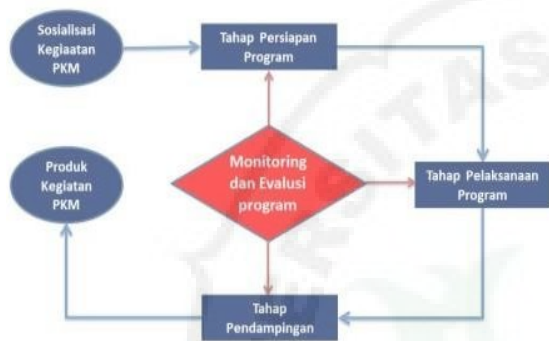 Sosialisasi
Kegiaatan
PKM
Tahap Persiapan
Program
Monitoring
dan Evalusi
program
Tahap Pelaksanaan
Program
Produk
Kegiatan
PKM
Tahap
Pendampingan